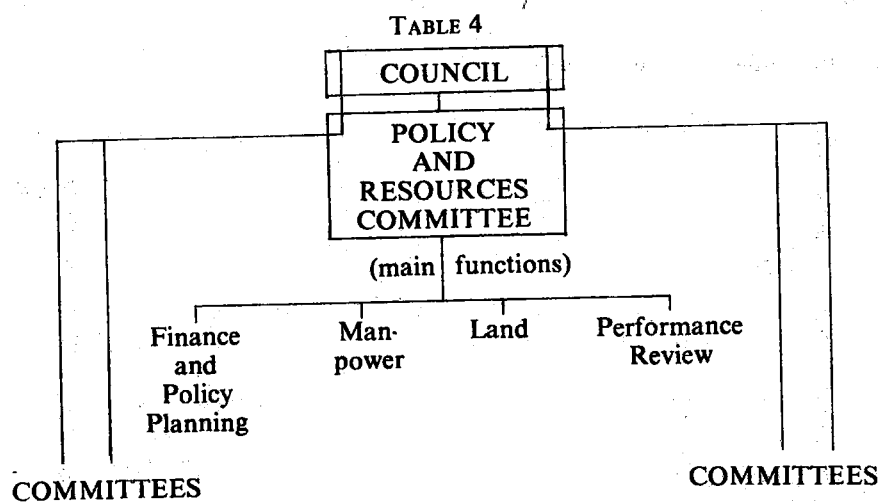 TABLE 4
COUNCIL
POLICY
AND
RESOURCES
COMMITTEE
(main functions)
Finance
and
Policy
Planning
Man-
power
Land
Performance
Review
COMMITTEES
COMMITTEES